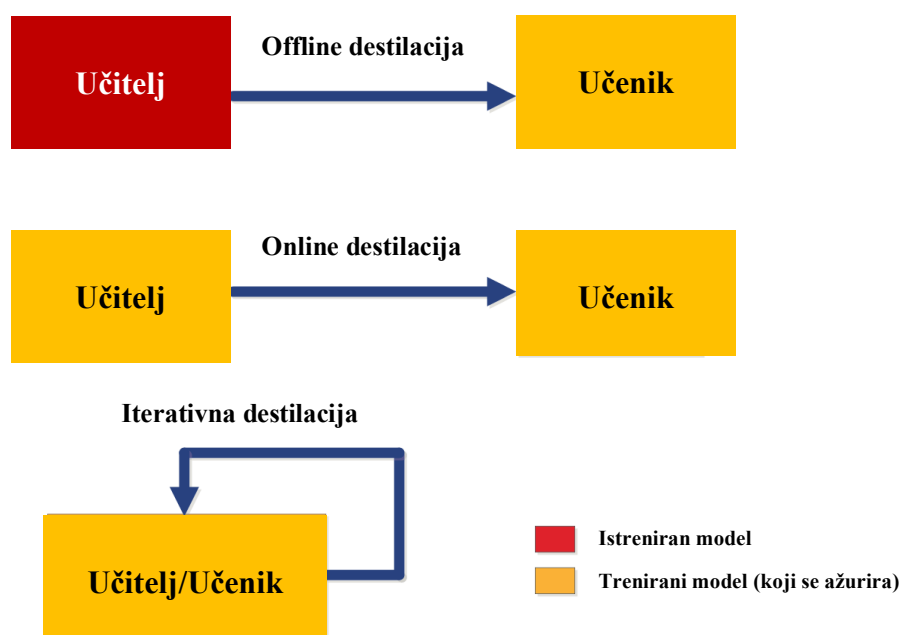 Offline destilacija
Učitelj
Učenik
Online destilacija
Učitelj
Učenik
Iterativna destilacija
Učitelj/Učenik
Istreniran model
Trenirani model (koji se ažurira)